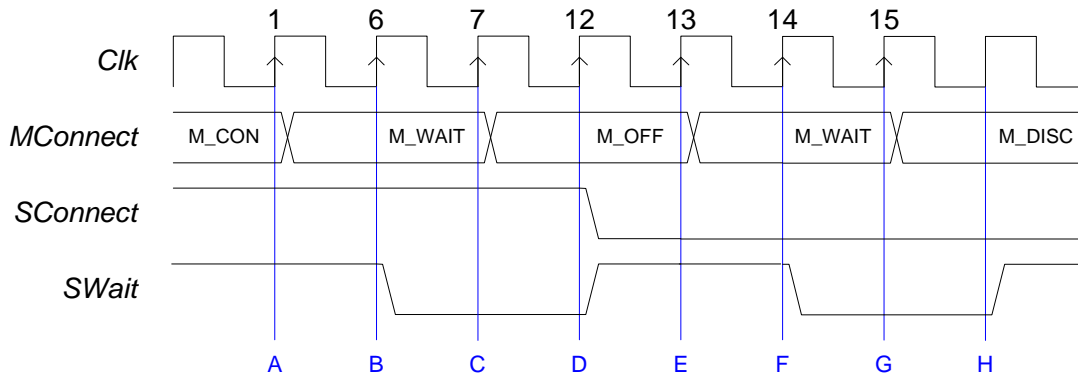 1 6 7 12 13 14 15
Clk
MConnect M_CON M_WAIT M_OFF M_WAIT M_DISC
SConnect
SWait
A B C D E F G H